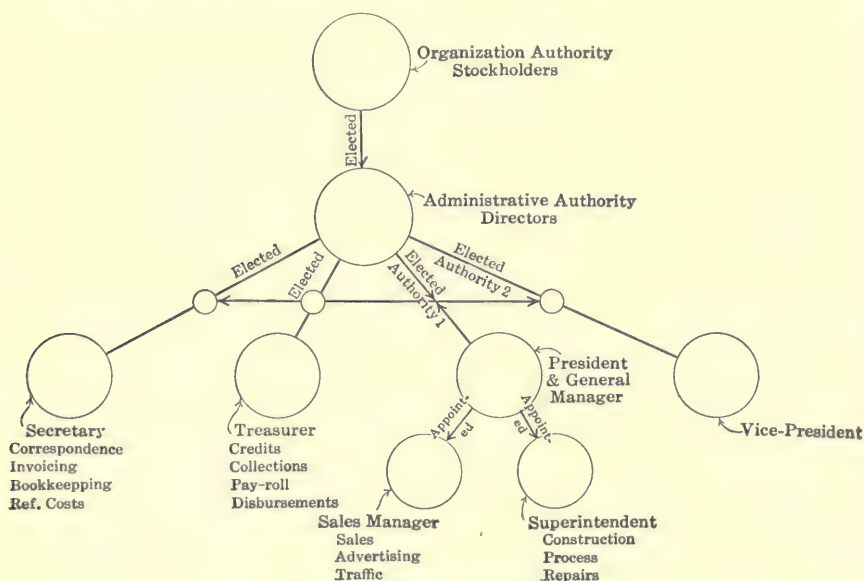 Organization Authority
Stockholders
Elected
Administrative Authority
Directors
Elected
Elected
Elected
Authority 1
Elected
Authority 2
President
& General
Manager
Vice-President
Secretary
Correspondence
Invoicing
Bookkeepping
Ref. Costs
Treasurer
Credits
Collections
Pay-roll
Disbursements
Appoint-
ed
Appoint-
ed
Sales Manager
Sales
Advertising
Traffic
Superintendent
Construction
Process
Repairs